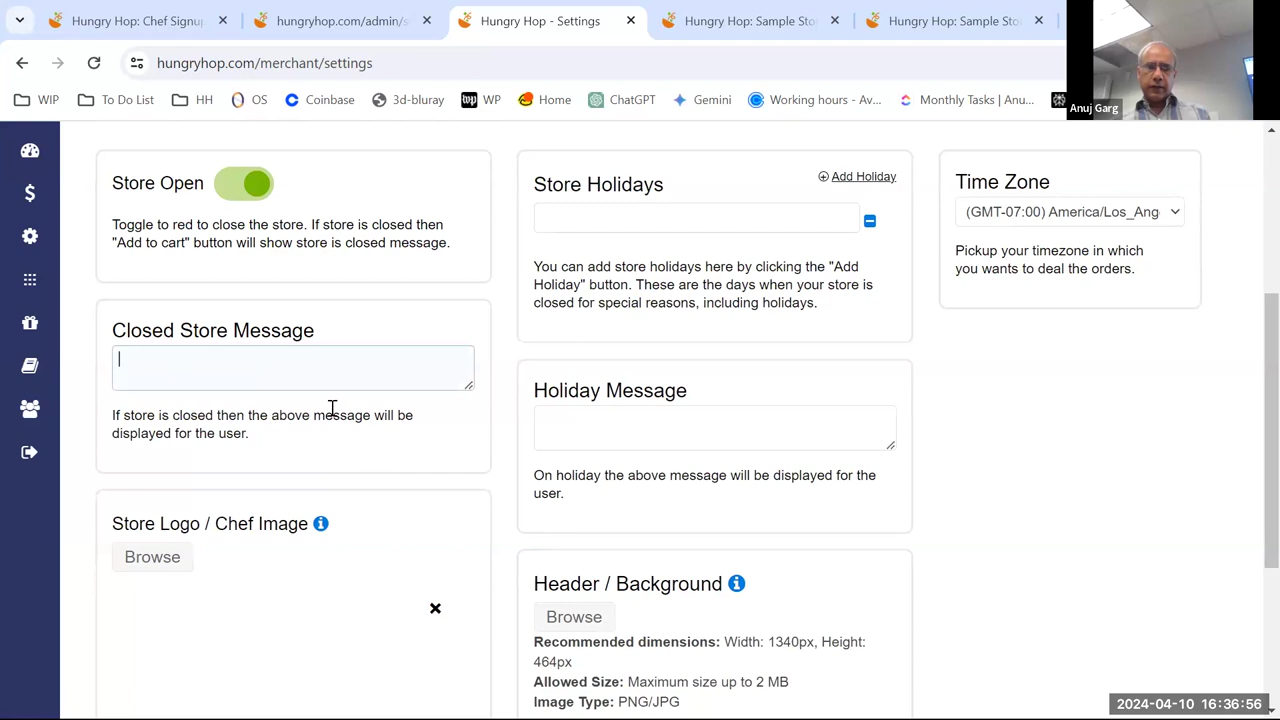 Hungry Hop: Chef Signu
hungryhop.com/admin/s
Hungry Hop - Settings
Hungry Hop: Sample Sto
Hungry Hop: Sample Sto
hungryhop.com/merchant/settings
WIP
To Do List
HH
OS
Coinbase
3d-bluray
wp
WP
Home
ChatGPT
Gemini
Working hours - Av...
Monthly Tasks | Anu...
Anuj Garg
Store Open
Toggle to red to close the store. If store is closed then
"Add to cart" button will show store is closed message.
Closed Store Message
If store is closed then the above message will be
displayed for the user.
Store Logo / Chef Image
Browse
Store Holidays
Add Holiday
You can add store holidays here by clicking the "Add
Holiday" button. These are the days when your store is
closed for special reasons, including holidays.
Holiday Message
On holiday the above message will be displayed for the
user.
Header / Background
Browse
Recommended dimensions: Width: 1340px, Height:
464px
Allowed Size: Maximum size up to 2 MB
Image Type: PNG/JPG
Time Zone
(GMT-07:00) America/Los_Ang
Pickup your timezone in which
you wants to deal the orders.
2024-04-10 16:36:56